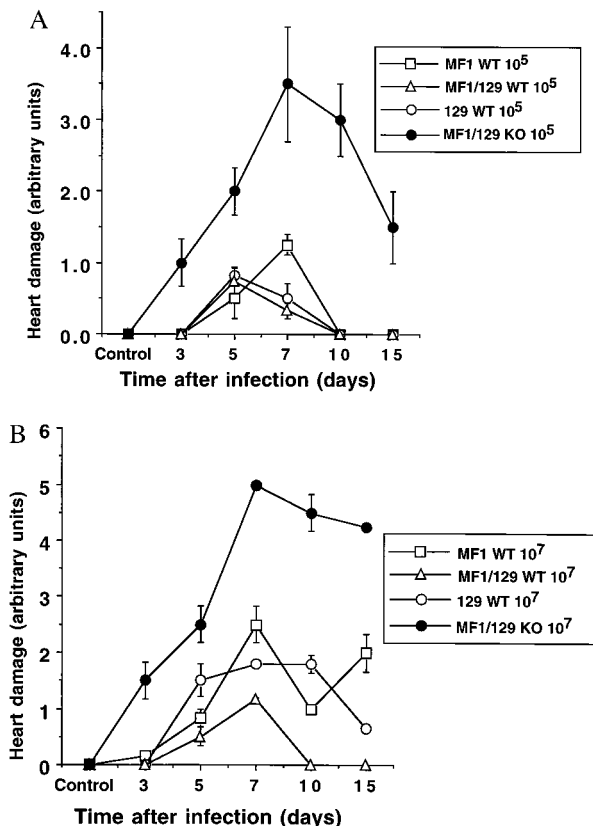 A
Heart damage (arbitrary units)
4.0
3.0
2.0
1.0
0.0
Control 3 5 7 10 15
Time after infection (days)
MF1 WT 10⁵
MF1/129 WT 10⁵
129 WT 10⁵
MF1/129 KO 10⁵
B
Heart damage (arbitrary units)
6
5
4
3
2
1
0
Control 3 5 7 10 15
Time after infection (days)
MF1 WT 10⁷
MF1/129 WT 10⁷
129 WT 10⁷
MF1/129 KO 10⁷